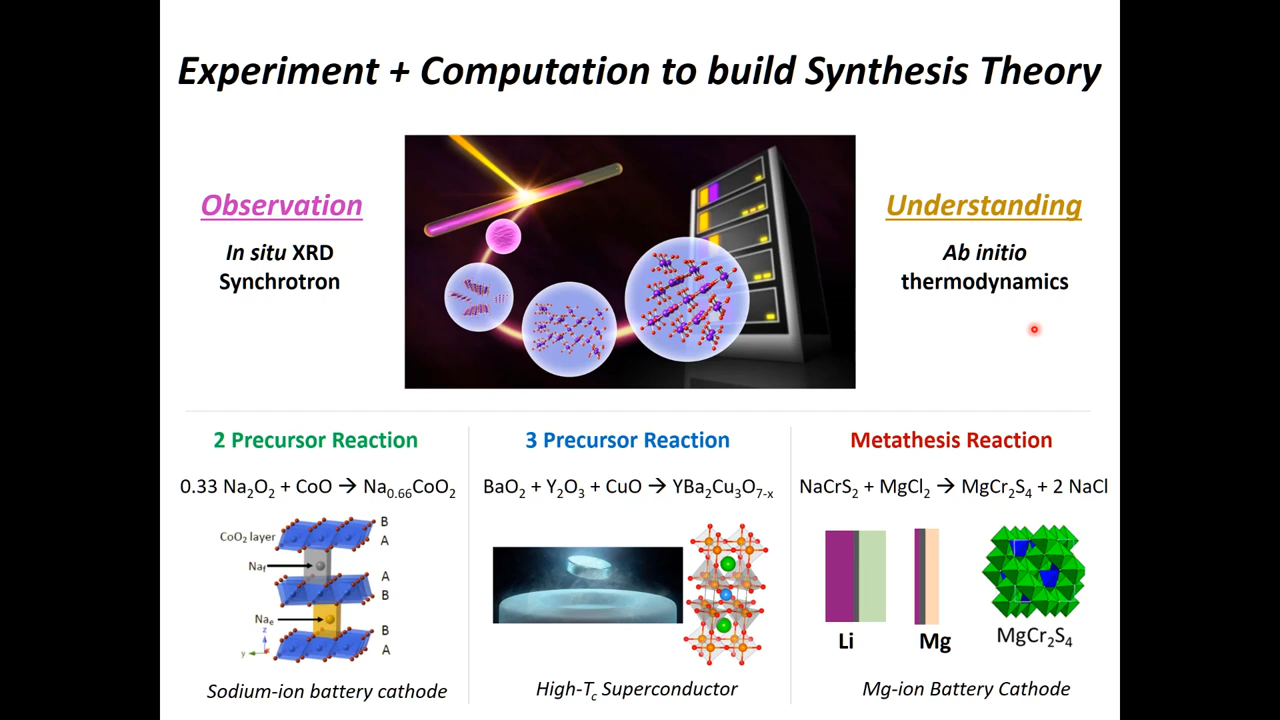 Experiment + Computation to build Synthesis Theory
Observation
In situ XRD
Synchrotron
Understanding
Ab initio
thermodynamics
2 Precursor Reaction
0.33 Na₂O₂ + CoO → Na₀.₆₆CoO₂
CoO₂ layer
Naf
Nae
z
y
B
A
A
B
B
A
Sodium-ion battery cathode
3 Precursor Reaction
BaO₂ + Y₂O₃ + CuO → YBa₂Cu₃O₇₋ₓ
High-Tc Superconductor
Metathesis Reaction
NaCrS₂ + MgCl₂ → MgCr₂S₄ + 2 NaCl
Li
Mg
MgCr₂S₄
Mg-ion Battery Cathode